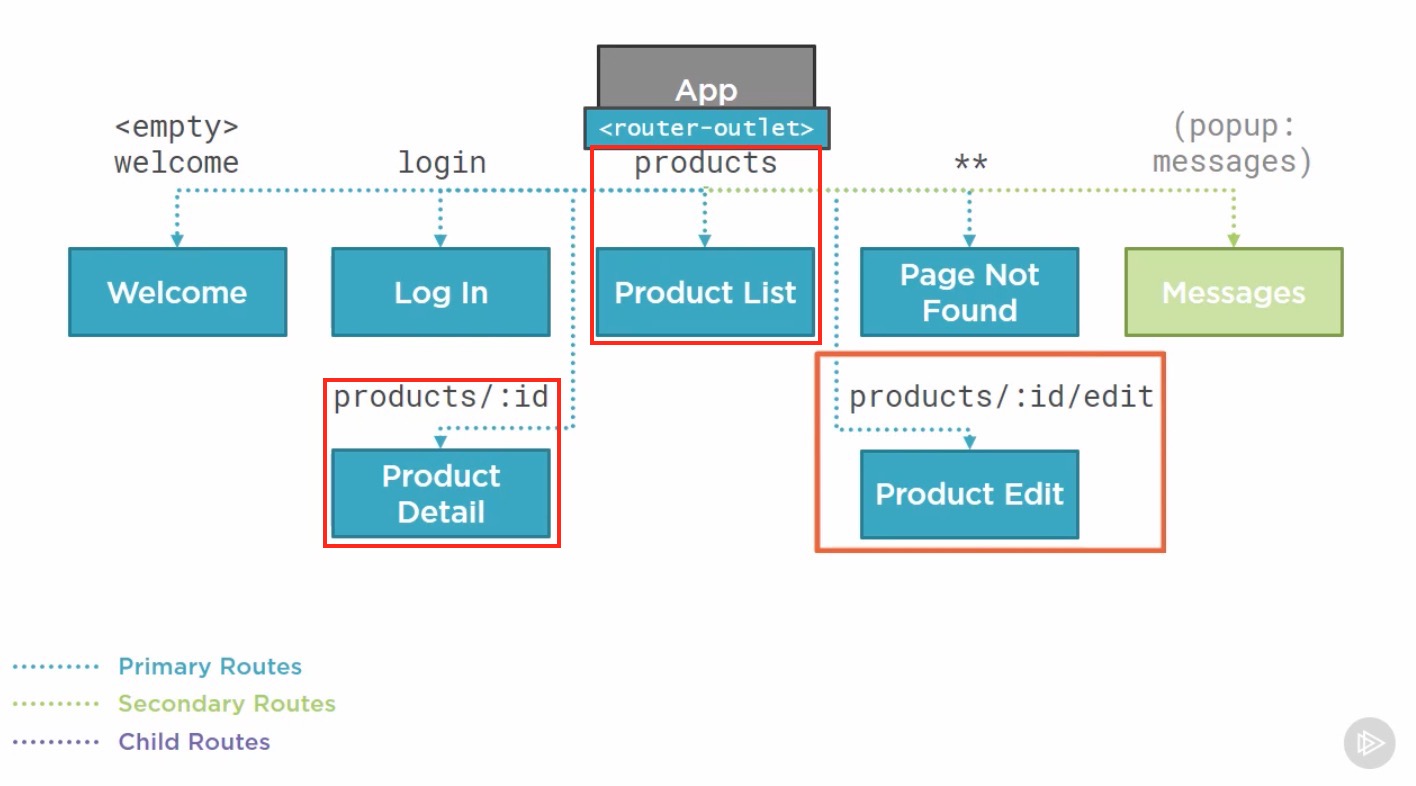 App
<router-outlet>
<empty>
welcome
login
products
**
(popup:
messages)
Welcome
Log In
Product List
Page Not
Found
Messages
products/:id
products/:id/edit
Product
Detail
Product Edit
Primary Routes
Secondary Routes
Child Routes